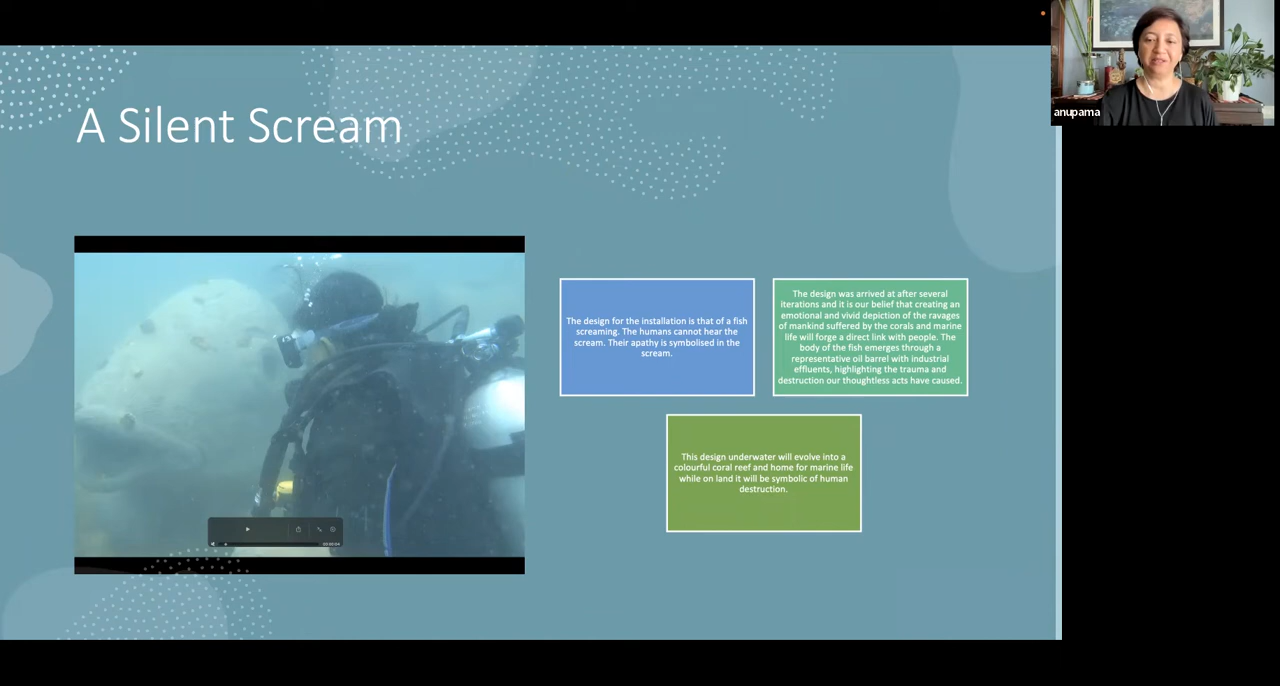 A Silent Scream
anupama
The design for the installation is that of a fish
screaming. The humans cannot hear the
scream. Their apathy is symbolised in the
scream.
The design was arrived at after several
iterations and it is our belief that creating an
emotional and vivid depiction of the ravages
of mankind suffered by the corals and marine
life will forge a direct link with people. The
body of the fish emerges through a
representative oil barrel with industrial
effluents, highlighting the trauma and
destruction our thoughtless acts have caused.
This design underwater will evolve into a
colourful coral reef and home for marine life
while on land it will be symbolic of human
destruction.